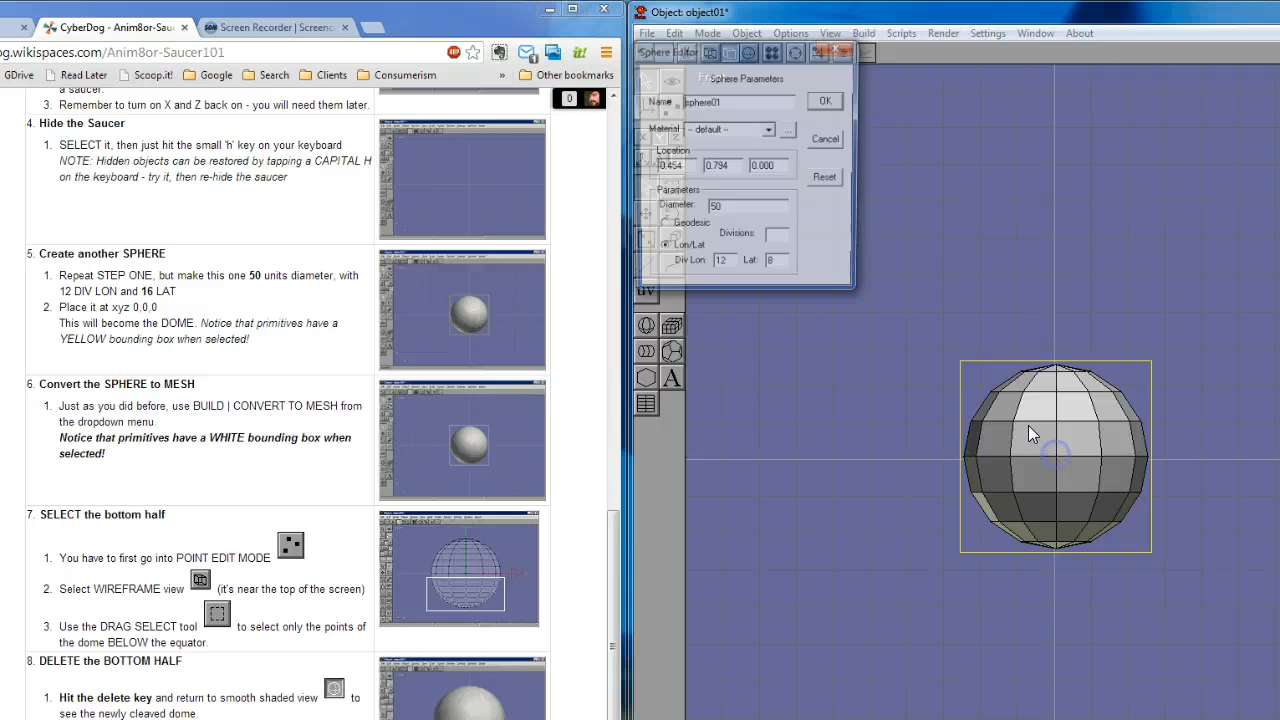 CyberDog - Anim8or-Sauc
Screen Recorder | Screenc
og.wikispaces.com/in/Anim8or-Saucer101
GDrive
Read Later
Scoop.it!
Google
Search
Clients
Consumerism
»
Other bookmarks
0
a saucer.
3. Remember to turn on X and Z back on - you will need them later.
4. Hide the Saucer
1. SELECT it, then just hit the small 'h' key on your keyboard
NOTE: Hidden objects can be restored by tapping a CAPITAL H
on the keyboard - try it, then re-hide the saucer
5. Create another SPHERE
1. Repeat STEP ONE, but make this one 50 units diameter, with
12 DIV LON and 16 LAT
2. Place it at 0xz 0,0,0
This will become the DOME. Notice that primitives have a
YELLOW bounding box when selected!
6. Convert the SPHERE to MESH
1. Just as you did before, use BUILD | CONVERT TO MESH from
the dropdown menu.
Notice that primitives have a WHITE bounding box when
selected!
7. SELECT the bottom half
1. You have to first go into POINT EDIT MODE
2. Select WIREFRAME view (it's near the top of the screen)
3. Use the DRAG SELECT tool to select only the points of
the dome BELOW the equator.
8. DELETE the BOTTOM HALF
1. Hit the delete key and return to smooth shaded view to
see the newly cleaved dome.
Object: object01*
File Edit Mode Object Options View Build Scripts Render Settings Window About
Sphere Editor
Sphere Parameters
Name sphere01
OK
Material -- default -- ...
Cancel
Location
0.454 0.794 0.000
Reset
Parameters
Diameter: 50
Geodesic
Divisions:
Lon/Lat
Div Lon: 12 Lat: 8
uv
A